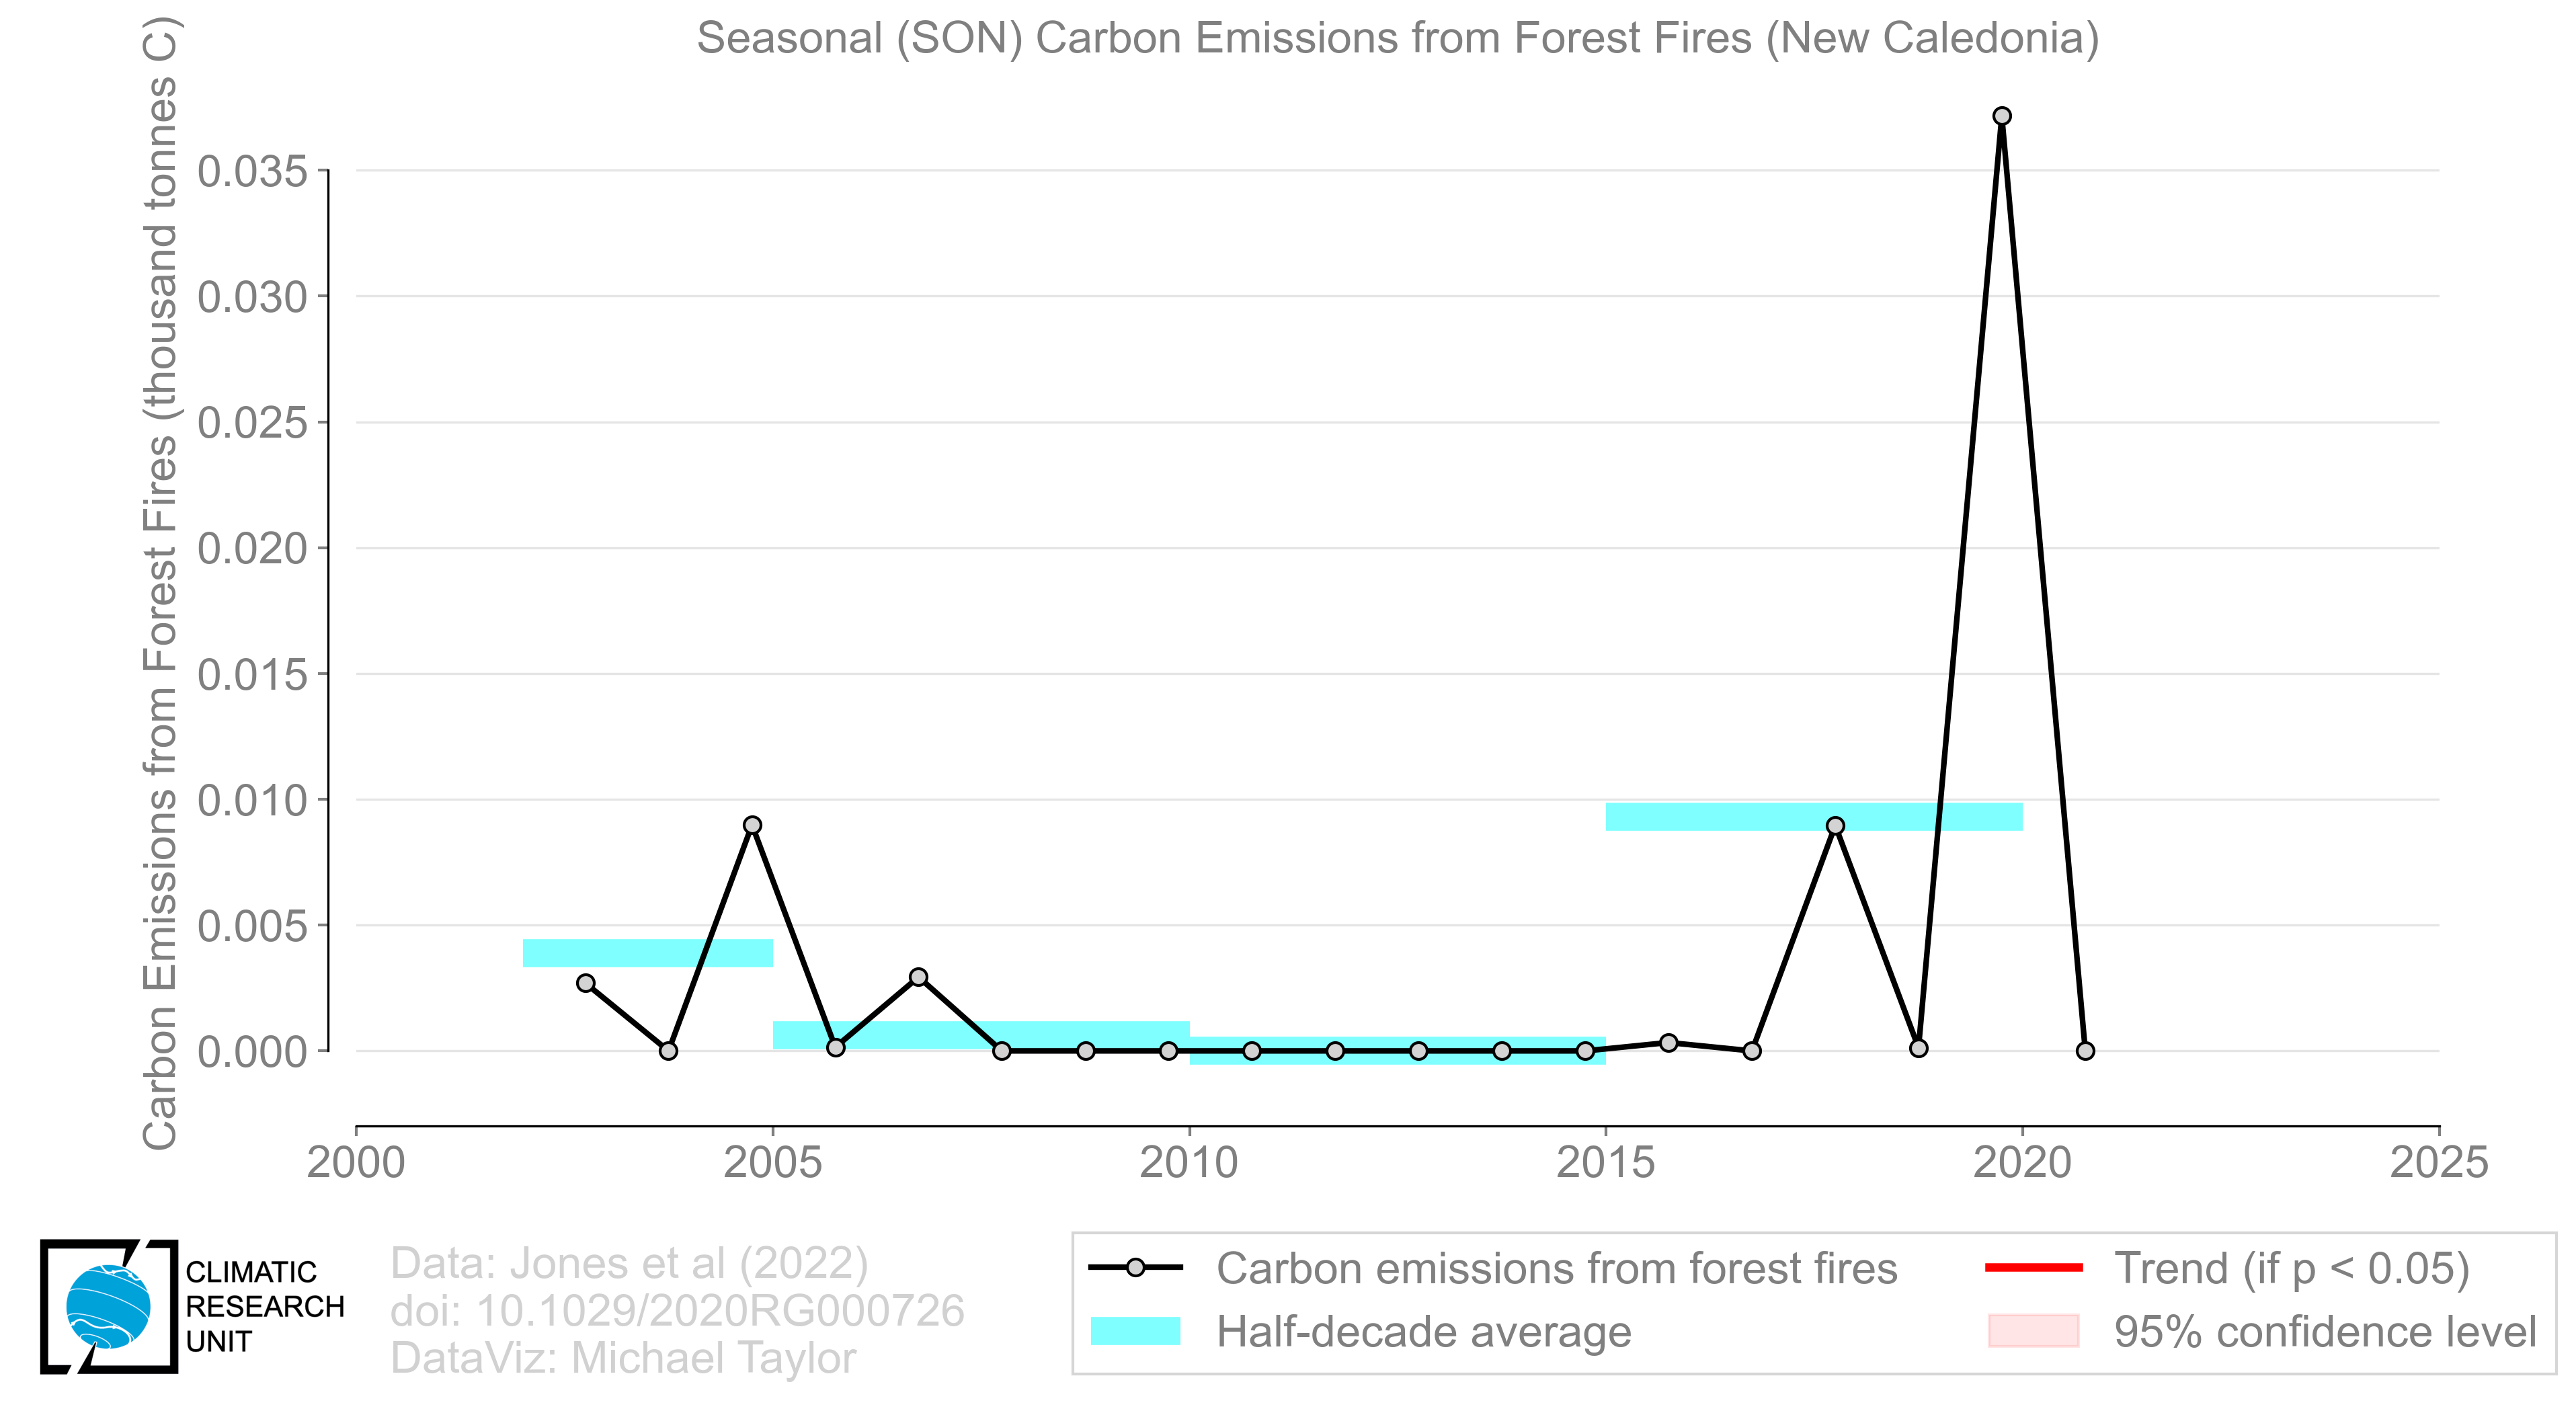 Seasonal (SON) Carbon Emissions from Forest Fires (New Caledonia)
Carbon Emissions from Forest Fires (thousand tonnes C)
0.035
0.030
0.025
0.020
0.015
0.010
0.005
0.000
2000 2005 2010 2015 2020 2025
CLIMATIC
RESEARCH
UNIT
Data: Jones et al (2022)
doi: 10.1029/2020RG000726
DataViz: Michael Taylor
Carbon emissions from forest fires
Half-decade average
Trend (if p < 0.05)
95% confidence level